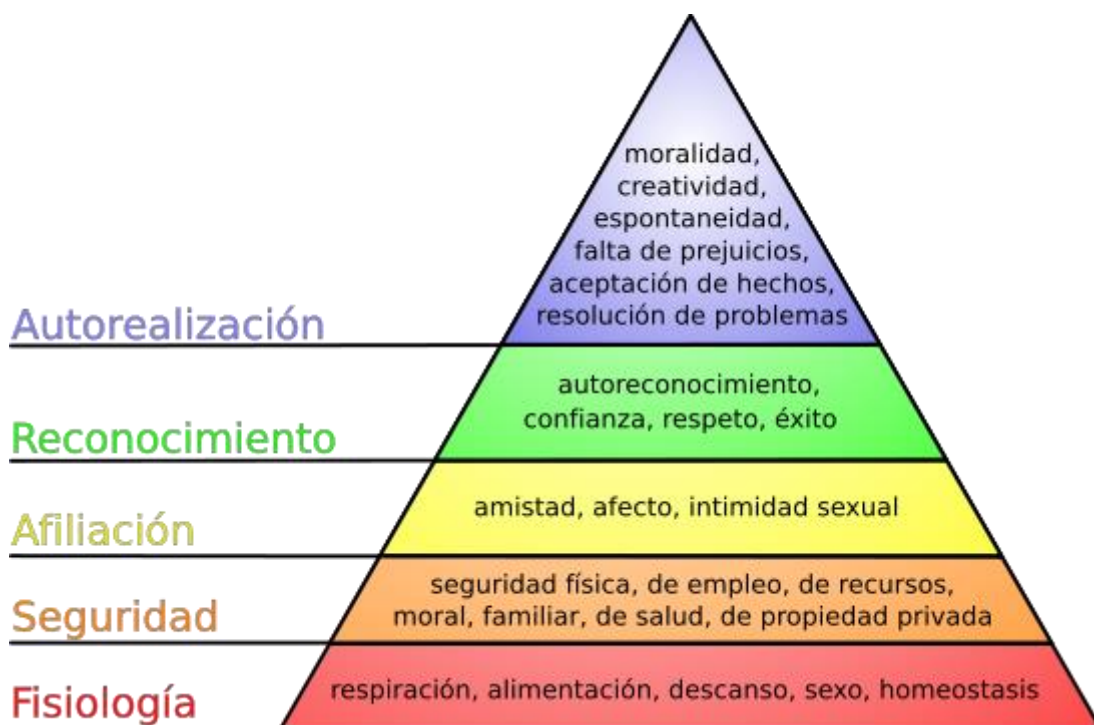 moralidad,
creatividad,
espontaneidad,
falta de prejuicios,
aceptación de hechos,
resolución de problemas
Autorealización
autoreconocimiento,
confianza, respeto, éxito
Reconocimiento
amistad, afecto, intimidad sexual
Afiliación
seguridad física, de empleo, de recursos,
moral, familiar, de salud, de propiedad privada
Seguridad
respiración, alimentación, descanso, sexo, homeostasis
Fisiología